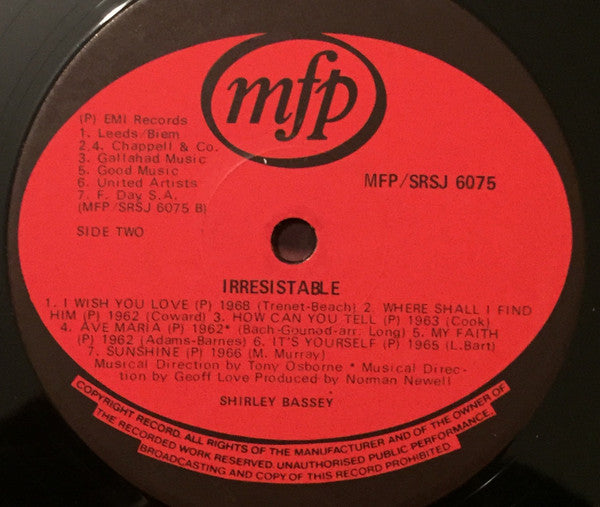 mfp
(P) EMI Records
1. Leeds/Biem
2,4. Chappell & Co.
3. Gallahad Music
5. Good Music
6. United Artists
7. F. Day S.A.
(MFP/SRSJ 6075 B)
MFP/SRSJ 6075
SIDE TWO
IRRESISTABLE
1. I WISH YOU LOVE (P) 1968 (Trenet-Beach) 2. WHERE SHALL I FIND
HIM (P) 1962 (Coward) 3. HOW CAN YOU TELL (P) 1963 (Cook)
4. AVE MARIA (P) 1962* (Bach-Gounod-arr. Long) 5. MY FAITH
(P) 1962 (Adams-Barnes) 6. IT'S YOURSELF (P) 1965 (L.Bart)
7. SUNSHINE (P) 1966 (M. Murray)
Musical Direction by Tony Osborne * Musical Direc-
tion by Geoff Love Produced by Norman Newell
SHIRLEY BASSEY
COPYRIGHT RECORD. ALL RIGHTS OF THE MANUFACTURER AND OF THE OWNER OF
THE RECORDED WORK RESERVED. UNAUTHORISED PUBLIC PERFORMANCE,
BROADCASTING AND COPY OF THIS RECORD PROHIBITED.